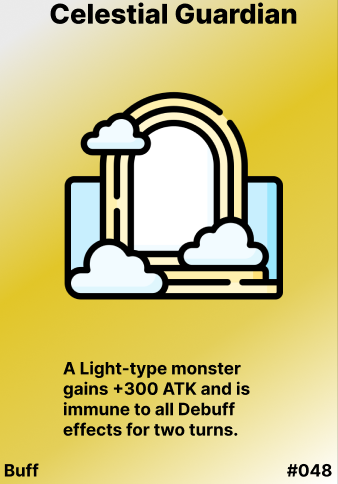 Celestial Guardian
A Light-type monster
gains +300 ATK and is
immune to all Debuff
effects for two turns.
Buff
#048